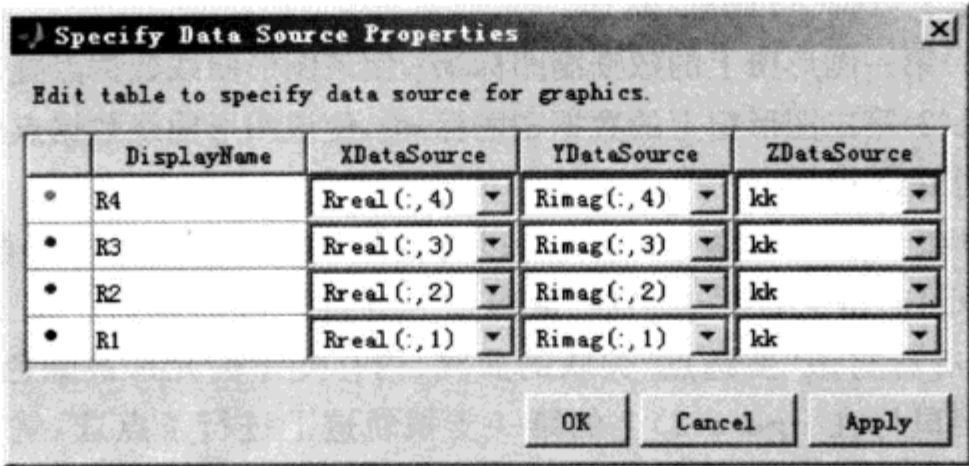 Specify Data Source Properties
Edit table to specify data source for graphics.
DisplayName XDataSource YDataSource ZDataSource
R4 Rreal(:,4) Rimag(:,4) kk
R3 Rreal(:,3) Rimag(:,3) kk
R2 Rreal(:,2) Rimag(:,2) kk
R1 Rreal(:,1) Rimag(:,1) kk
OK Cancel Apply